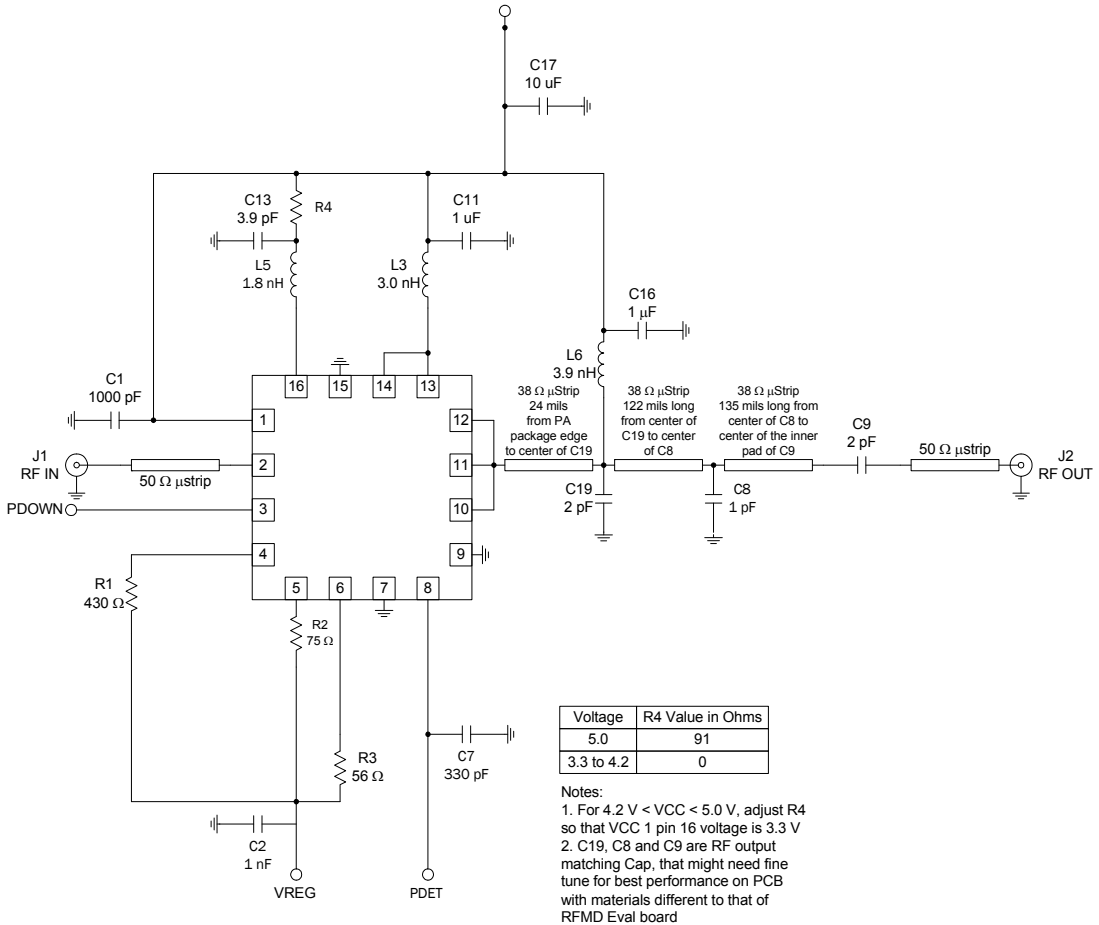 C17
10 uF
C13
3.9 pF
R4
C11
1 uF
L5
1.8 nH
L3
3.0 nH
C16
1 μF
L6
3.9 nH
C1
1000 pF
16
15
14
13
38 Ω μStrip
24 mils
from PA
package edge
to center of C19
38 Ω μStrip
122 mils long
from center of
C19 to center
of C8
38 Ω μStrip
135 mils long from
center of C8 to
center of the inner
pad of C9
C9
2 pF
1
12
J1
RF IN
50 Ω μstrip
2
11
50 Ω μstrip
J2
RF OUT
PDOWN
3
10
C19
2 pF
C8
1 pF
4
9
R1
430 Ω
5
6
7
8
R2
75 Ω
R3
56 Ω
C7
330 pF
C2
1 nF
VREG
PDET
Voltage R4 Value in Ohms
5.0 91
3.3 to 4.2 0
Notes:
1. For 4.2 V < VCC < 5.0 V, adjust R4
so that VCC 1 pin 16 voltage is 3.3 V
2. C19, C8 and C9 are RF output
matching Cap, that might need fine
tune for best performance on PCB
with materials different to that of
RFMD Eval board